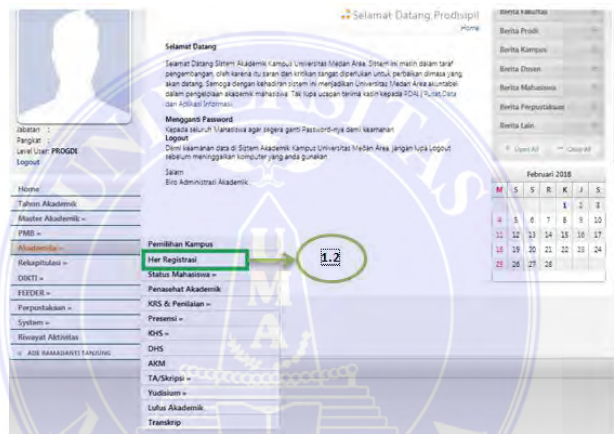 Selamat Datang Prodisipil
Home
Selamat Datang
Selamat Datang Sistem Akademik Kampus Universitas Medan Area. Sistem ini masih dalam taraf
pengembangan, oleh karena itu saran dan kritikan sangat diperlukan untuk perbaikan dimasa yang
akan datang. Semoga dengan kehadiran sistem ini menjadikan Universitas Medan Area akuntabel
dalam pengelolaan akademik mahasiswa. Tak lupa ucapan terima kasih kepada PDAI | Pusat Data
dan Aplikasi Informasi.
Mengganti Password
Kepada seluruh Mahasiswa agar segera ganti Password-nya demi keamanan
Logout
Demi keamanan data di Sistem Akademik Kampus Universitas Medan Area, jangan lupa Logout
sebelum meninggalkan komputer yang anda gunakan
Salam
Biro Administrasi Akademik
Jabatan :
Pangkat :
Level User: PROGDI
Logout
Home
Tahun Akademik
Master Akademik »
PMB »
Akademika »
Rekapitulasi »
DIKTI »
FEEDER »
Perpustakaan »
System »
Riwayat Aktivitas
ADE RAMADANTI TANJUNG
Pemilihan Kampus
Her Registrasi
Status Mahasiswa »
Penasehat Akademik
KRS & Penilaian »
Presensi »
KHS »
DHS
AKM
TA/Skripsi »
Yudisium »
Lulus Akademik
Transkrip
1.2
Berita Fakultas
Berita Prodi
Berita Kampus
Berita Dosen
Berita Mahasiswa
Berita Perpustakaan
Berita Lain
Open All
Close All
Februari 2018
M S S R K J S
1 2 3
4 5 6 7 8 9 10
11 12 13 14 15 16 17
18 19 20 21 22 23 24
25 26 27 28